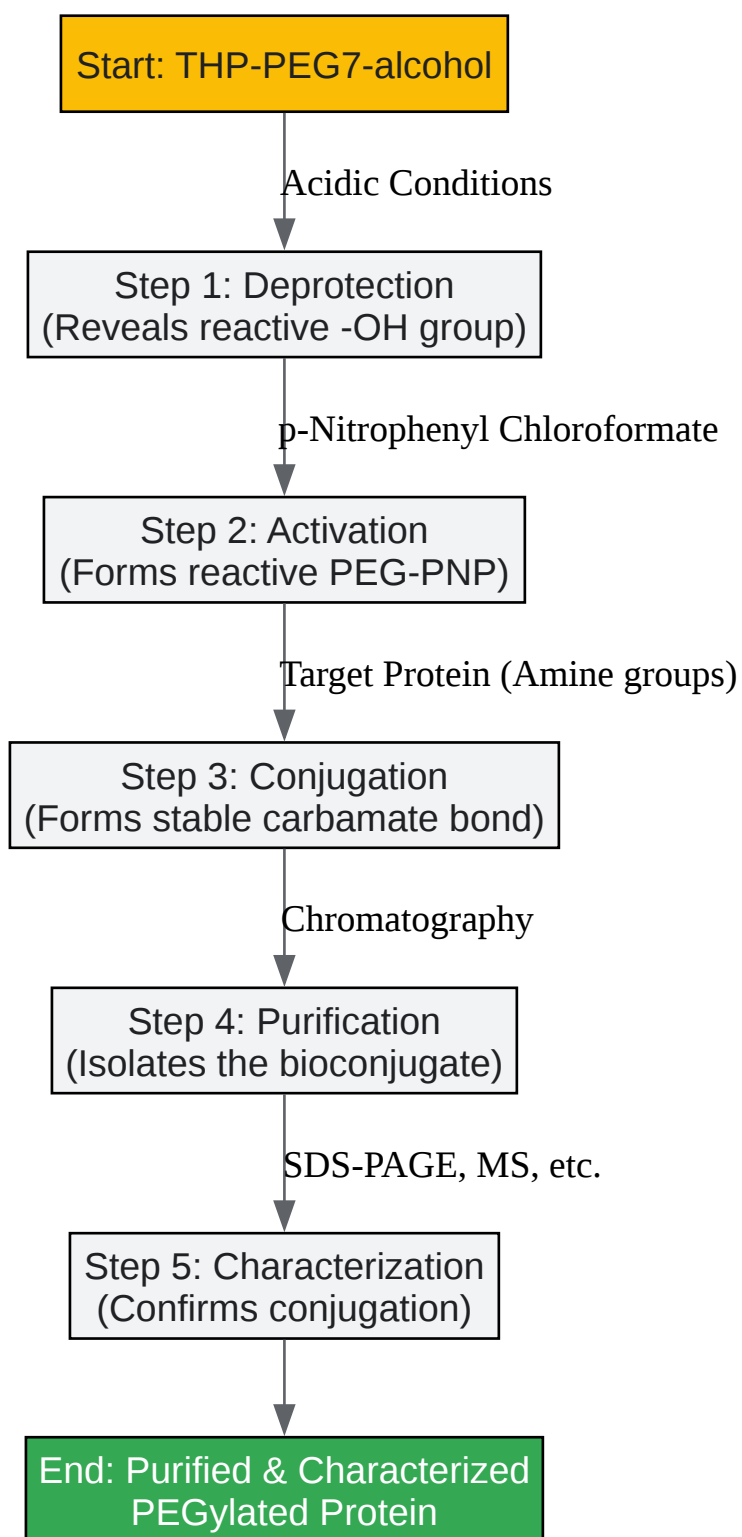 Start: THP-PEG7-alcohol
Acidic Conditions
Step 1: Deprotection
(Reveals reactive -OH group)
p-Nitrophenyl Chloroformate
Step 2: Activation
(Forms reactive PEG-PNP)
Target Protein (Amine groups)
Step 3: Conjugation
(Forms stable carbamate bond)
Chromatography
Step 4: Purification
(Isolates the bioconjugate)
SDS-PAGE, MS, etc.
Step 5: Characterization
(Confirms conjugation)
End: Purified & Characterized
PEGylated Protein